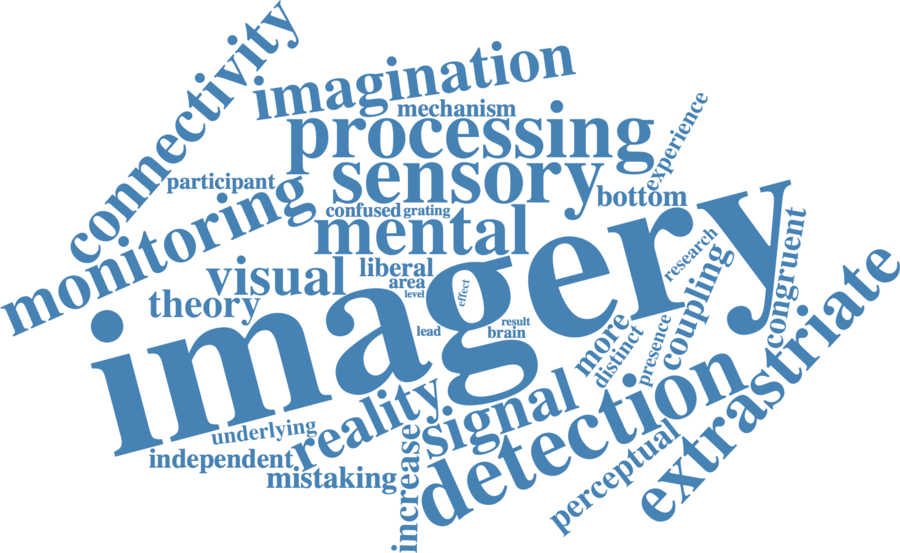 connectivity
imagination
mechanism
processing
experience
sensory
participant
bottom
monitoring
confused
grating
mental
imagery
congruent
research
visual
liberal
area
level
effect
theory
coupling
extrastriate
lead
result
brain
more
distinct
presence
reality
signal
detection
underlying
independent
mistaking
increase
perceptual